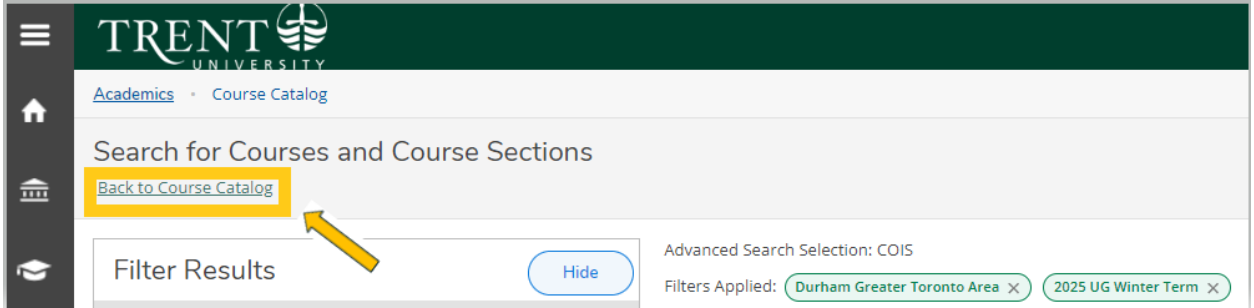 TRENT
UNIVERSITY
Academics · Course Catalog
Search for Courses and Course Sections
Back to Course Catalog
Filter Results
Hide
Advanced Search Selection: COIS
Filters Applied: Durham Greater Toronto Area × 2025 UG Winter Term ×